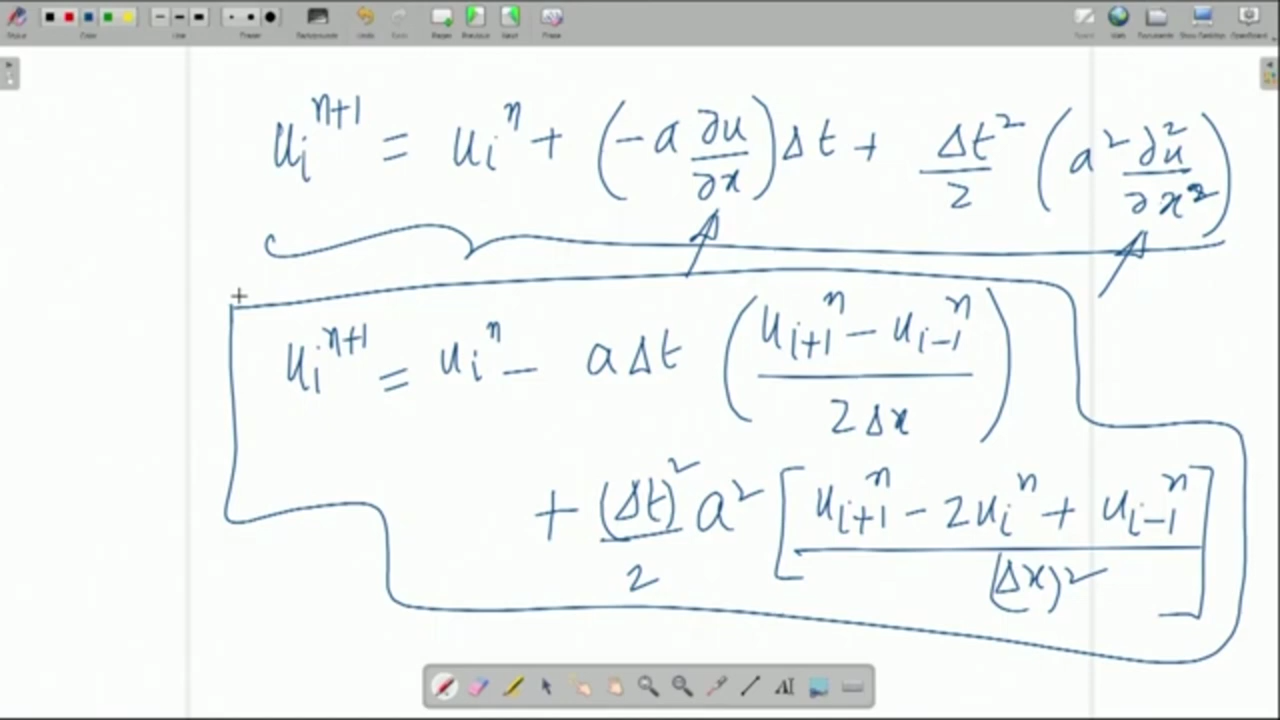 u_i^{n+1} = u_i^n + (-a ∂u/∂x) Δt + Δt²/2 (a² ∂²u/∂x²)
u_i^{n+1} = u_i^n - aΔt ((u_{i+1}^n - u_{i-1}^n)/(2Δx))
+ (Δt)²/2 a² [(u_{i+1}^n - 2u_i^n + u_{i-1}^n)/(Δx)²]